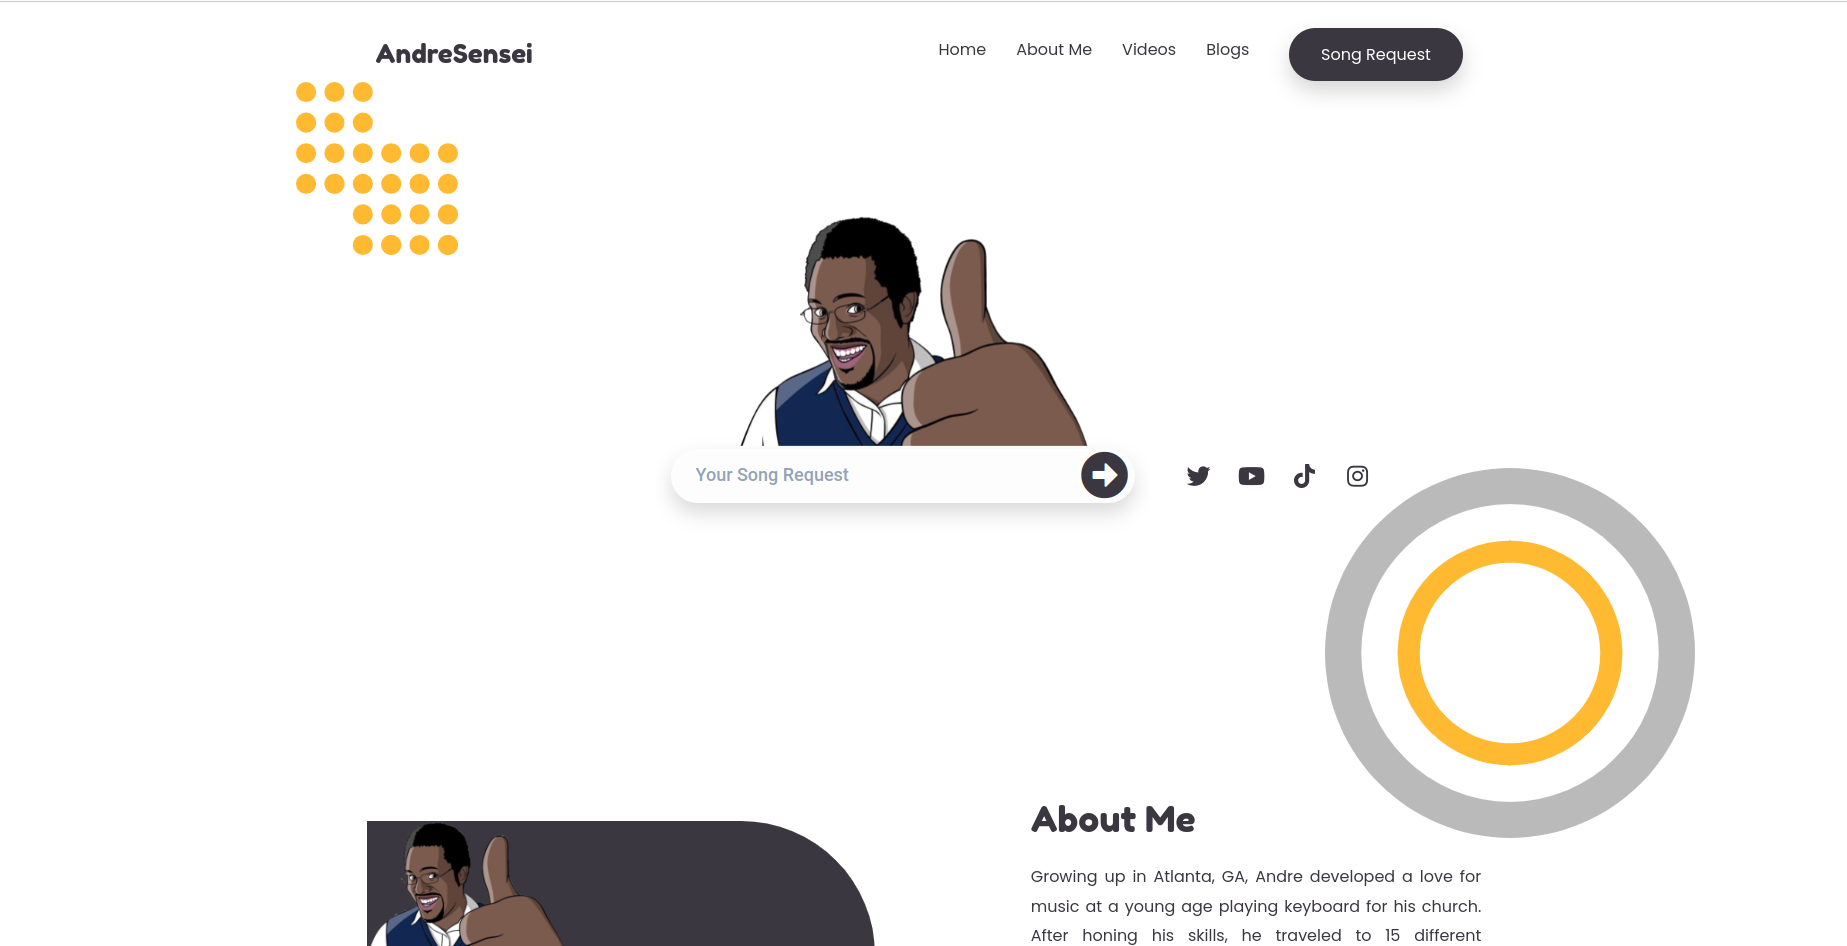 AndreSensei
Home About Me Videos Blogs Song Request
Your Song Request
About Me
Growing up in Atlanta, GA, Andre developed a love for
music at a young age playing keyboard for his church.
After honing his skills, he traveled to 15 different